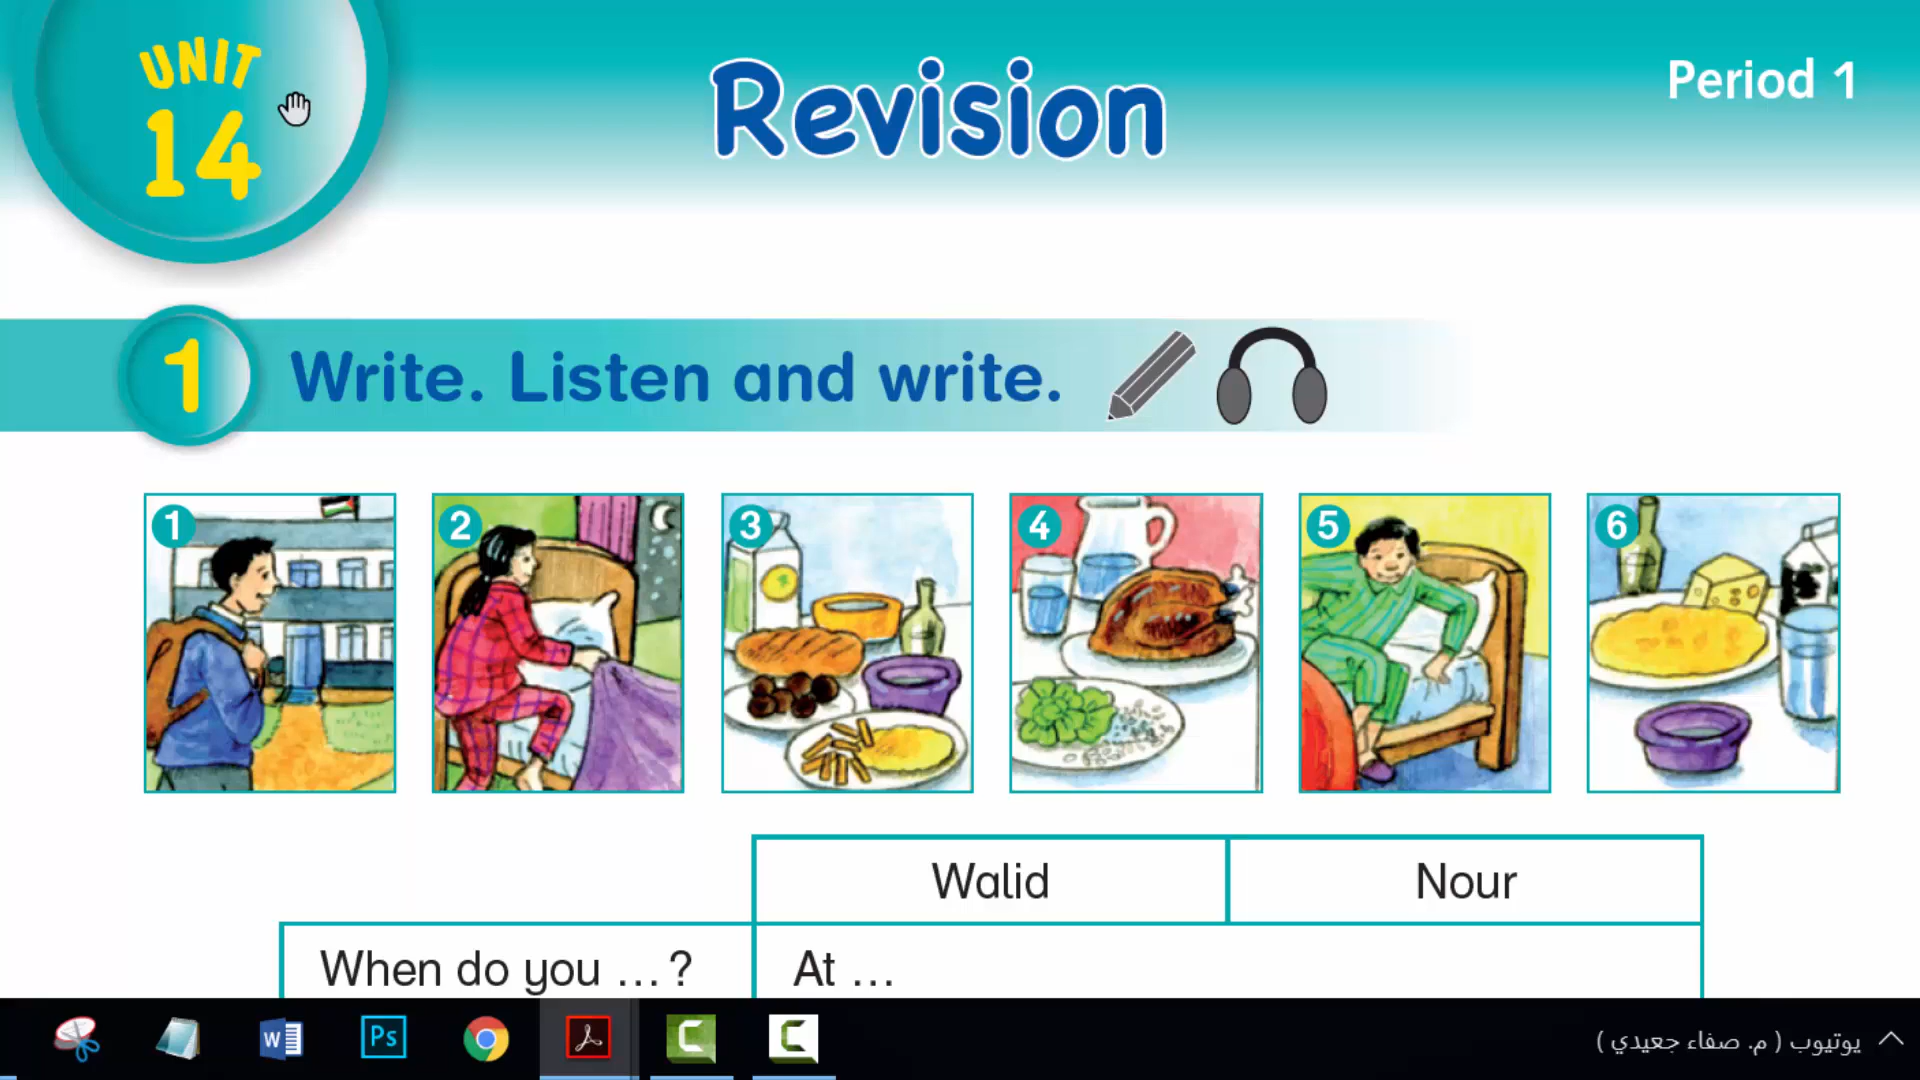 UNIT
14
Revision
Period 1
1 Write. Listen and write.
1 2 3 4 5 6
Walid Nour
When do you ...? At ...
W Ps C C
يوتيوب ( م. صفاء جعيدي )